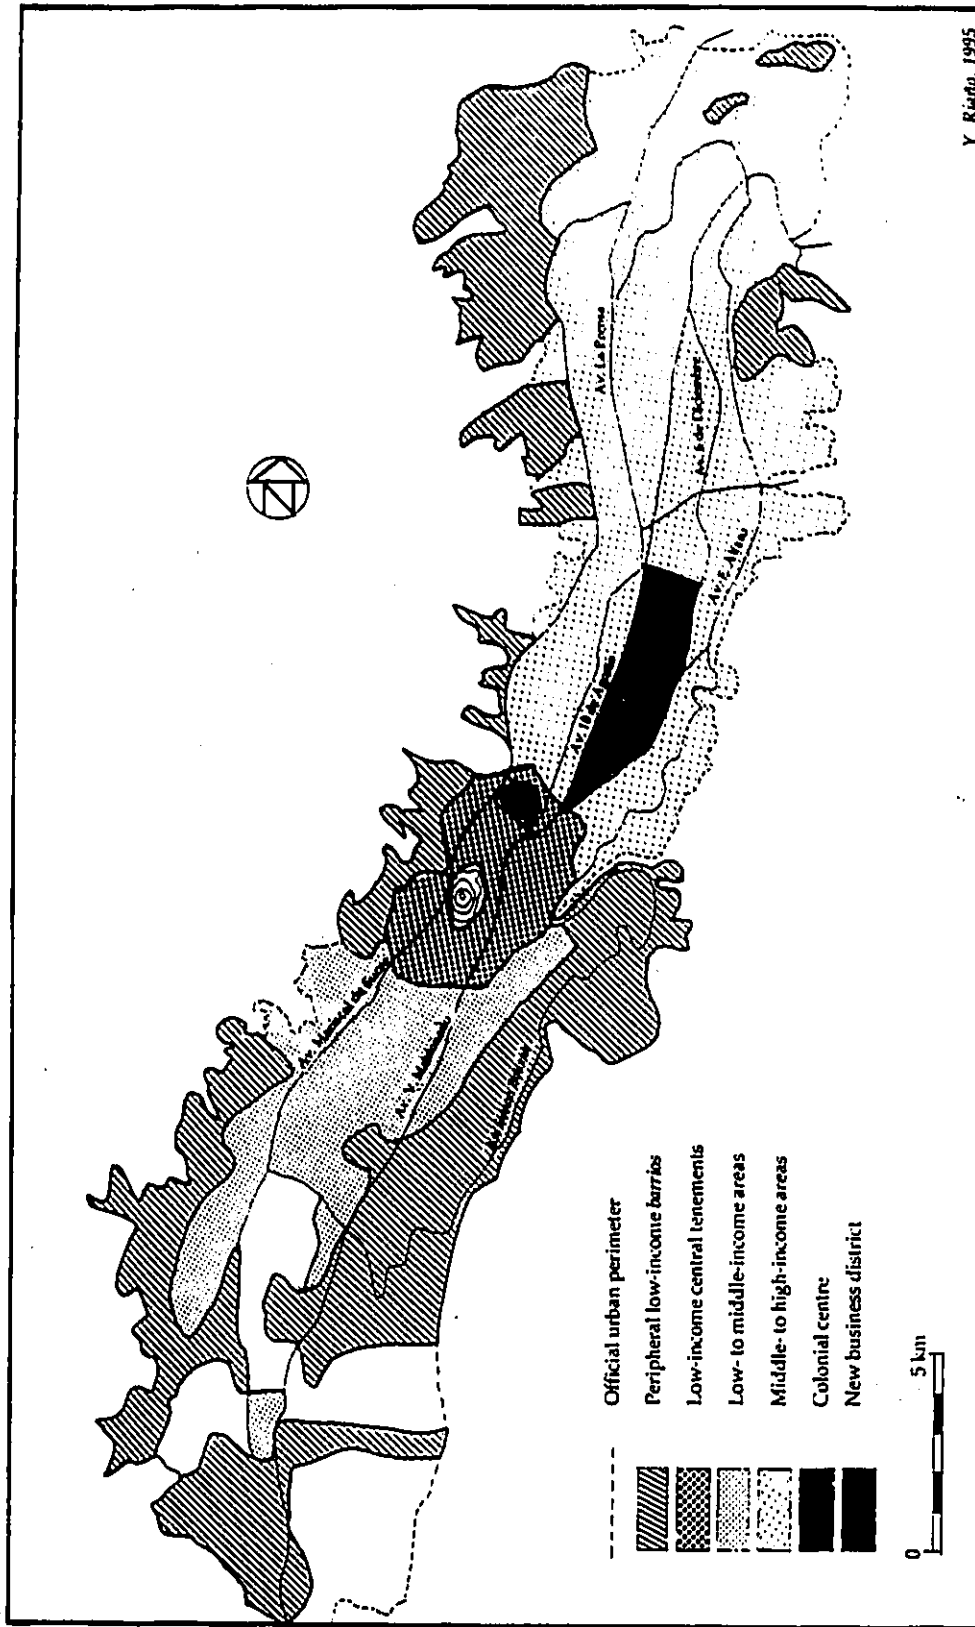 Y. Riaño, 1995
Av. La Prensa
Av. 6 de Diciembre
Av. E. Alfaro
Av. 10 de Agosto
Av. Mariscal de Sucre
Av.
N
Official urban perimeter
Peripheral low-income barrios
Low-income central tenements
Low- to middle-income areas
Middle- to high-income areas
Colonial centre
New business district
0 5 km